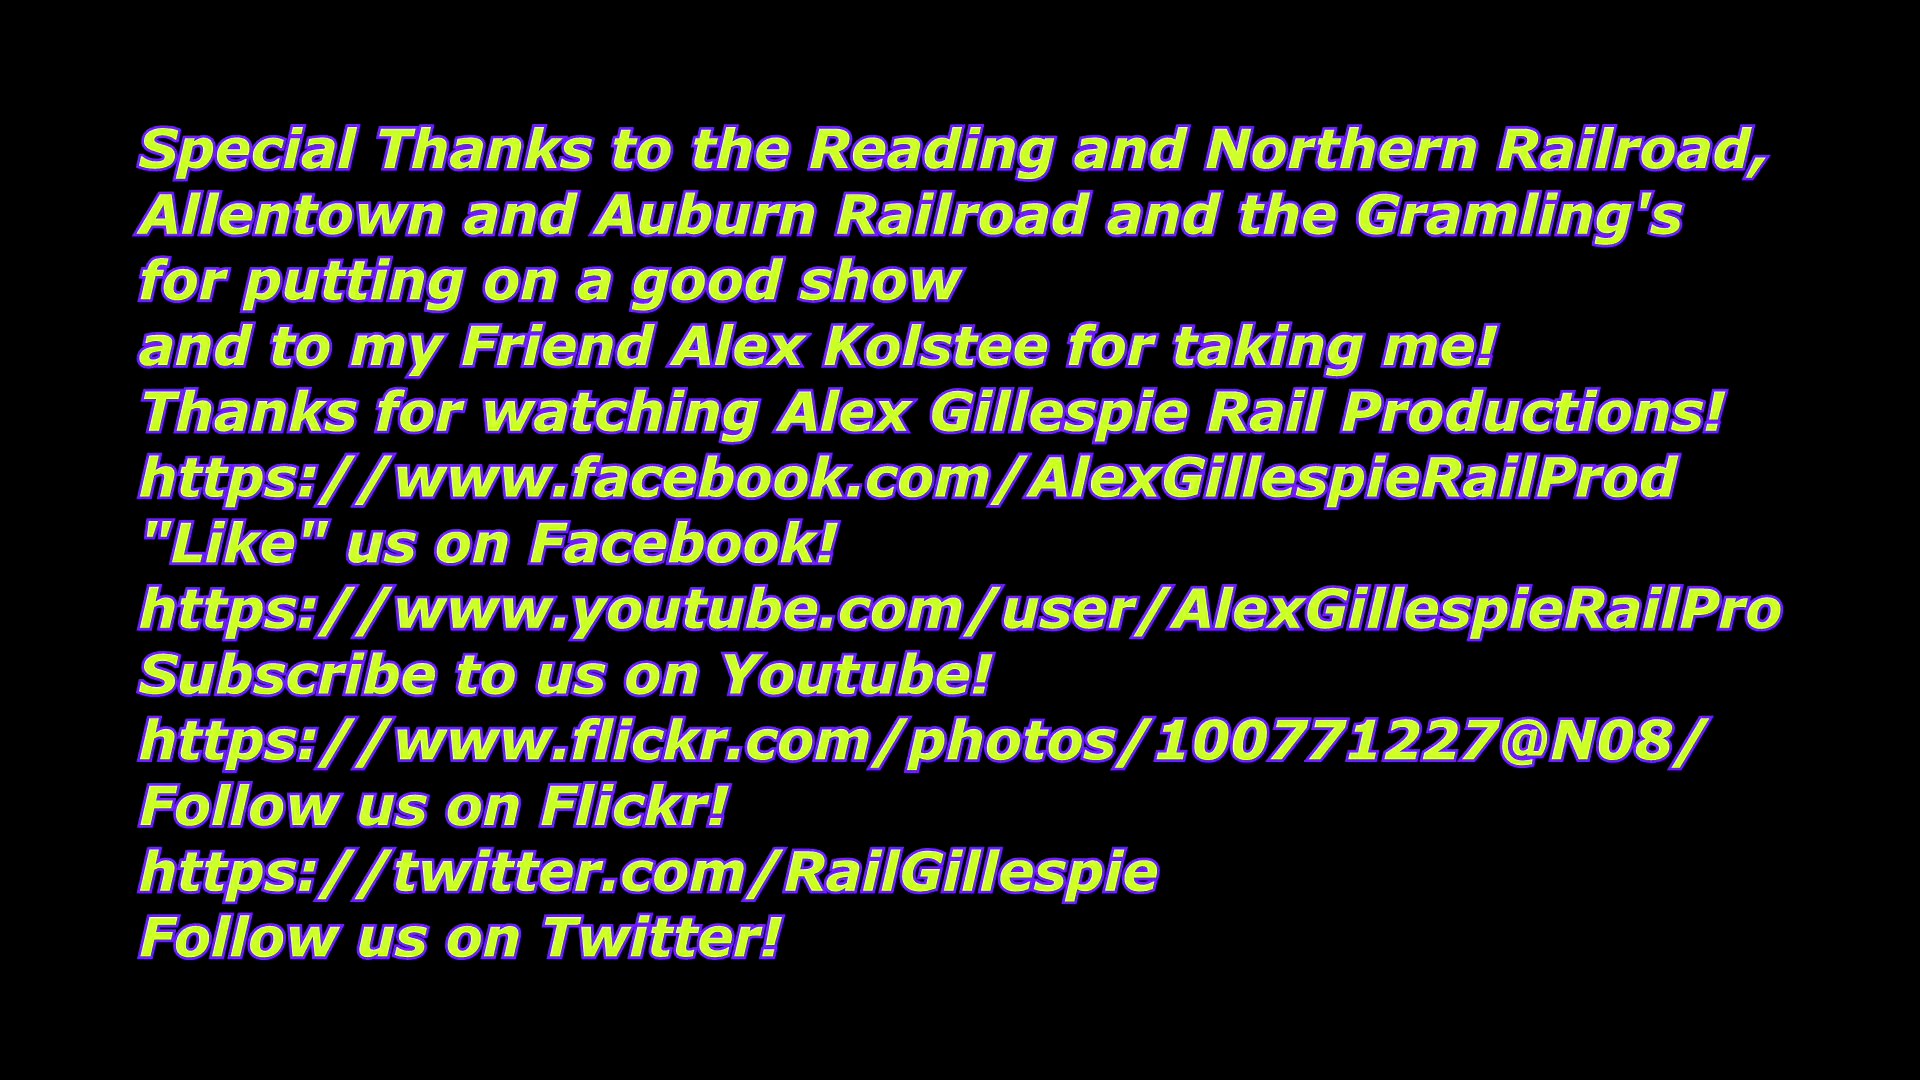 Special Thanks to the Reading and Northern Railroad,
Allentown and Auburn Railroad and the Gramling's
for putting on a good show
and to my Friend Alex Kolstee for taking me!
Thanks for watching Alex Gillespie Rail Productions!
https://www.facebook.com/AlexGillespieRailProd
"Like" us on Facebook!
https://www.youtube.com/user/AlexGillespieRailPro
Subscribe to us on Youtube!
https://www.flickr.com/photos/100771227@N08/
Follow us on Flickr!
https://twitter.com/RailGillespie
Follow us on Twitter!